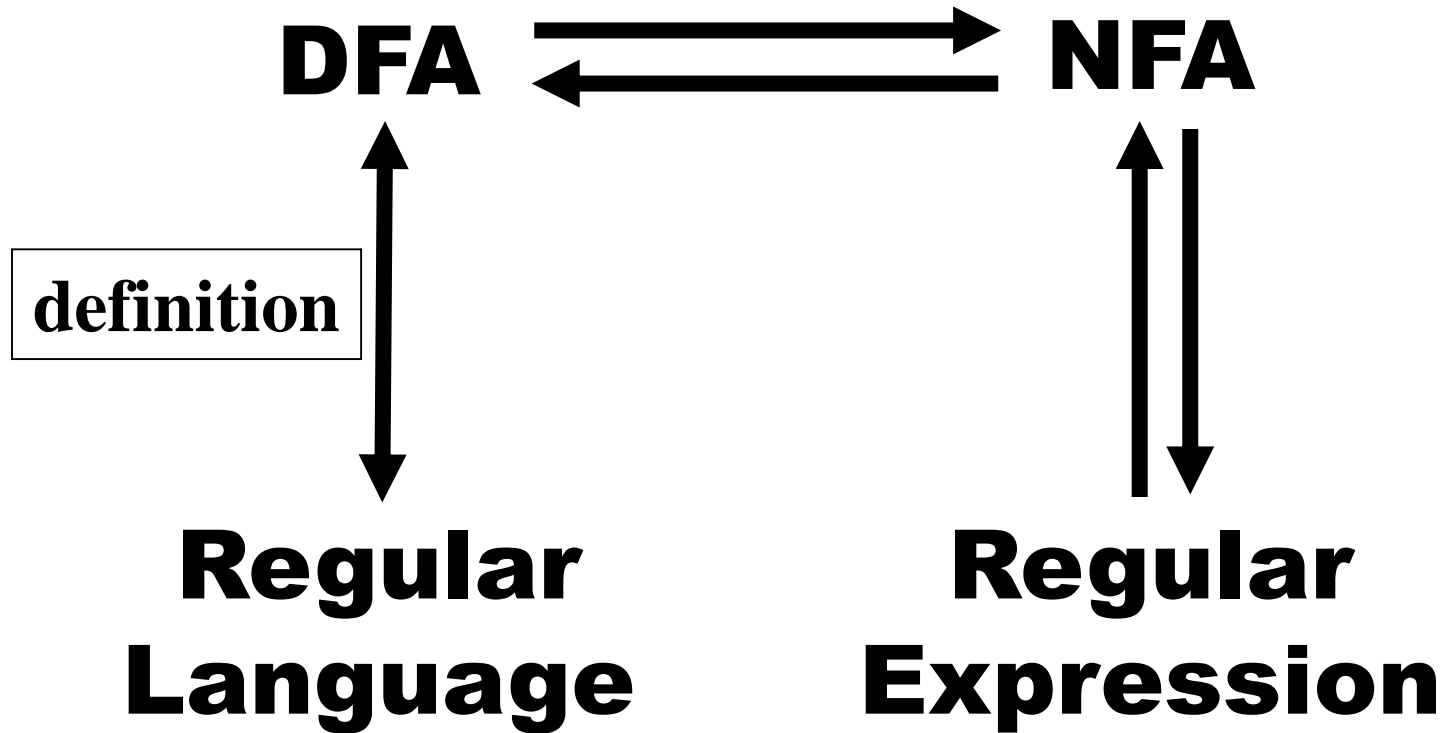 DFA
NFA
definition
Regular
Language
Regular
Expression